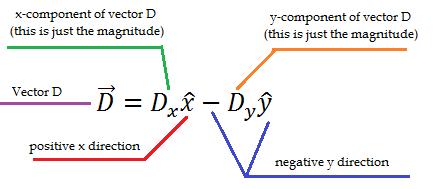 x-component of vector D
(this is just the magnitude)
y-component of vector D
(this is just the magnitude)
Vector D
D⃗ = Dₓx̂ − Dᵧŷ
positive x direction
negative y direction